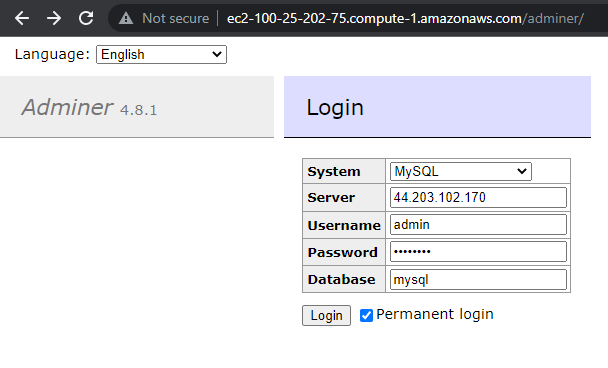 Not secure | ec2-100-25-202-75.compute-1.amazonaws.com/adminer/
Language: English
Adminer 4.8.1
Login
System MySQL
Server 44.203.102.170
Username admin
Password ••••••••
Database mysql
Login Permanent login